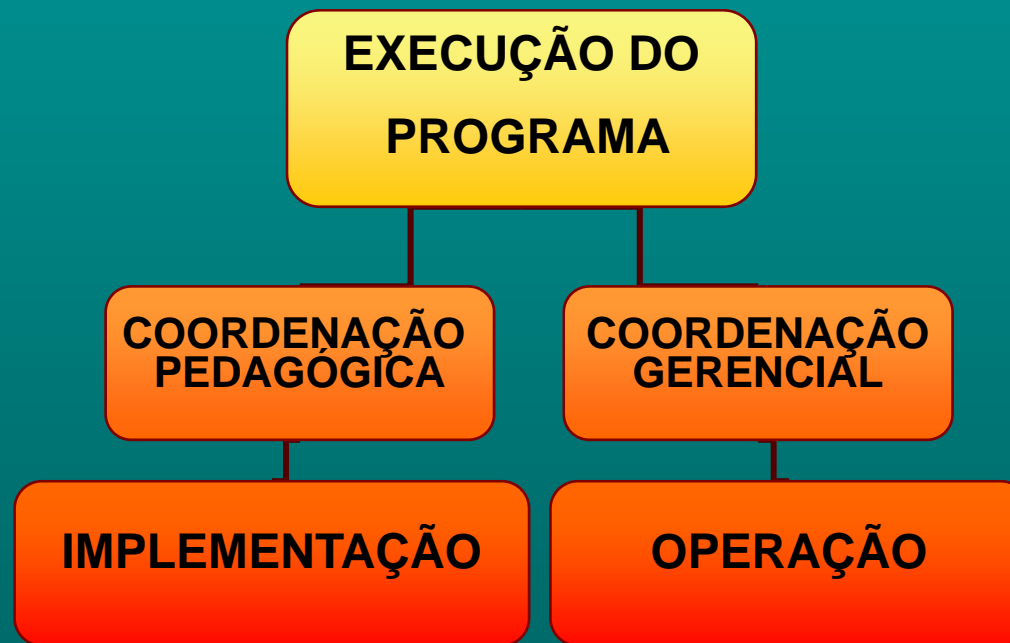 EXECUÇÃO DO
PROGRAMA
COORDENAÇÃO
PEDAGÓGICA
COORDENAÇÃO
GERENCIAL
IMPLEMENTAÇÃO
OPERAÇÃO